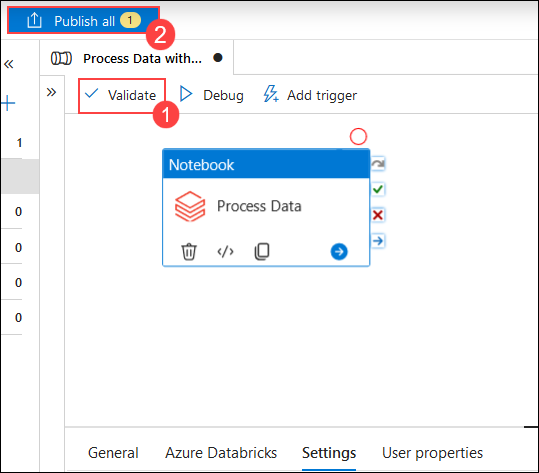 Publish all 1
2
«
Process Data with...
»
Validate
Debug
Add trigger
1
1
Notebook
Process Data
0
0
0
0
General
Azure Databricks
Settings
User properties